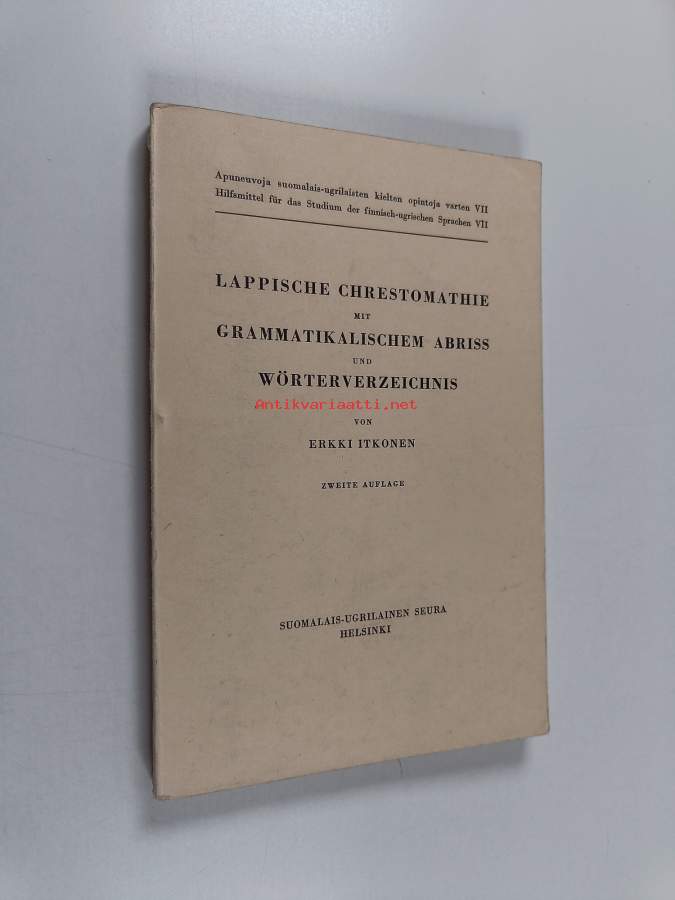 Apuneuvoja suomalais-ugrilaisten kielten opintoja varten VII
Hilfsmittel für das Studium der finnisch-ugrischen Sprachen VII
LAPPISCHE CHRESTOMATHIE
MIT
GRAMMATIKALISCHEM ABRISS
UND
WÖRTERVERZEICHNIS
Antikvariaatti.net
VON
ERKKI ITKONEN
ZWEITE AUFLAGE
SUOMALAIS-UGRILAINEN SEURA
HELSINKI